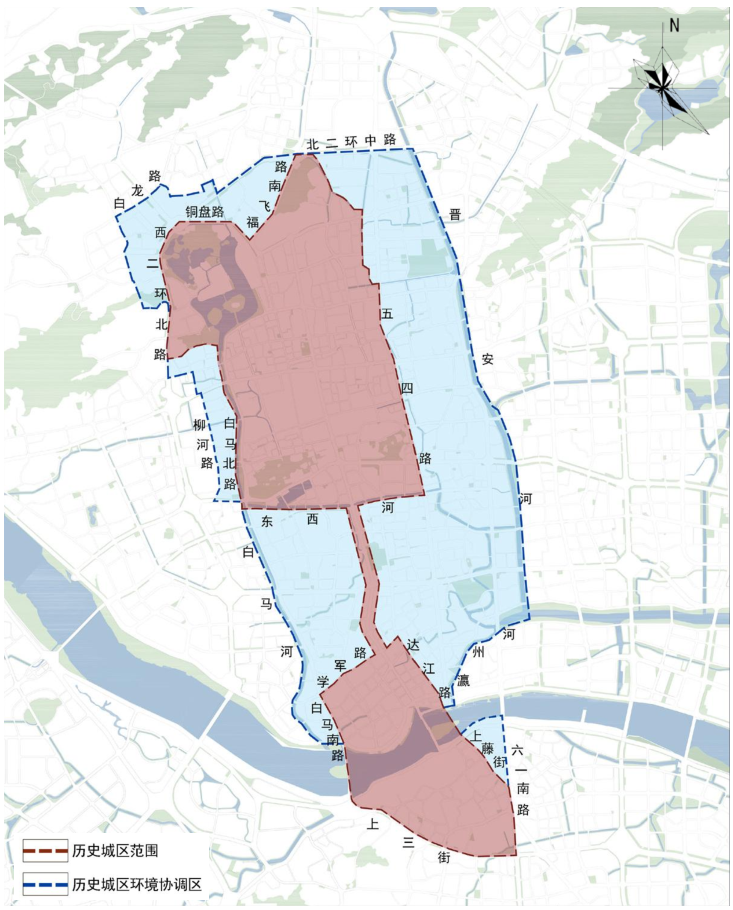 N
北二环中路
白龙路
福飞南路
铜盘路
西二环北路
晋安河
五四路
柳河路
白马北路
东西河
白马河
学军路
达江路
瀛州河
白马南路
上藤街
六一南路
上三街
历史城区范围
历史城区环境协调区